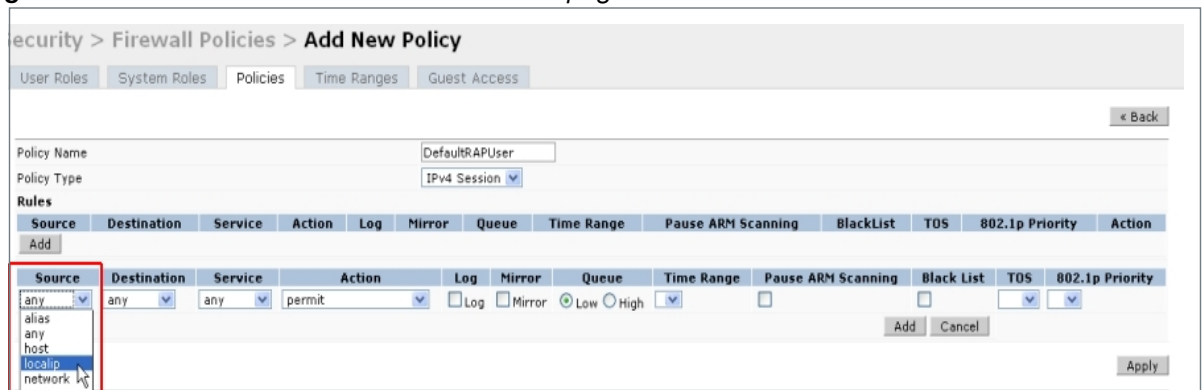 ecurity > Firewall Policies > Add New Policy
User Roles System Roles Policies Time Ranges Guest Access
« Back
Policy Name DefaultRAPUser
Policy Type IPv4 Session
Rules
Source Destination Service Action Log Mirror Queue Time Range Pause ARM Scanning BlackList TOS 802.1p Priority Action
Add
Source Destination Service Action Log Mirror Queue Time Range Pause ARM Scanning Black List TOS 802.1p Priority
any any any permit Log Mirror Low High
alias
any
host
localip
network
Add Cancel
Apply